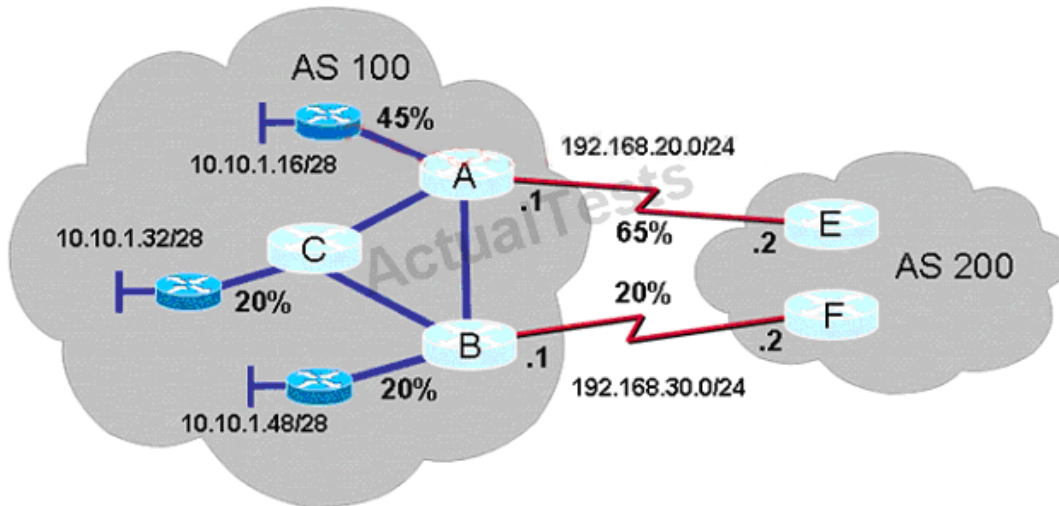 AS 100
45%
10.10.1.16/28
192.168.20.0/24
A
.1
65%
.2
E
AS 200
10.10.1.32/28
C
20%
20%
F
.2
B
.1
192.168.30.0/24
20%
10.10.1.48/28
ActualTests